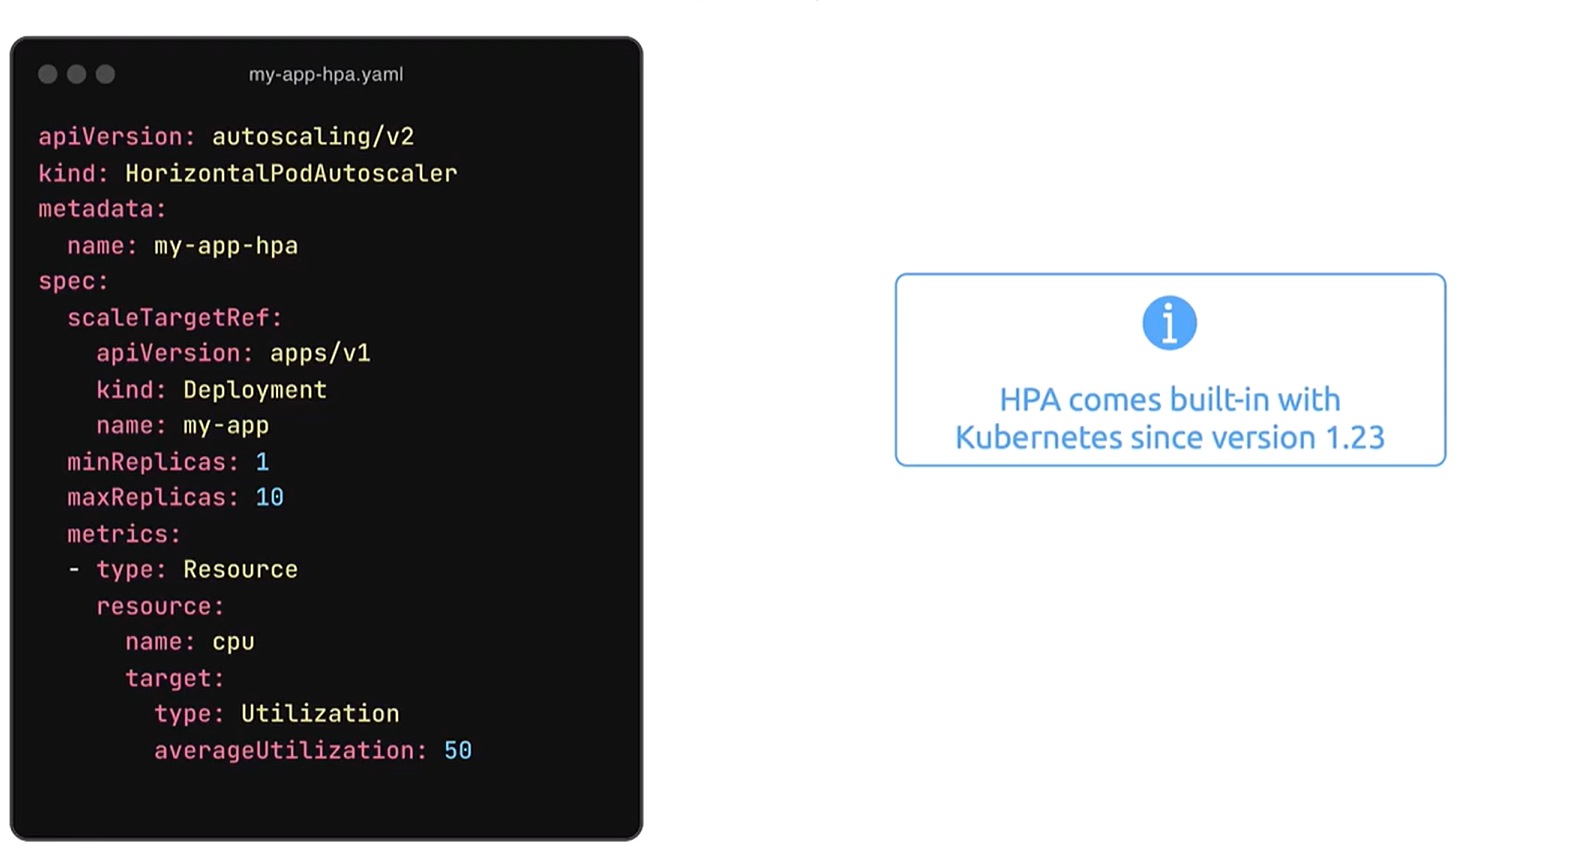 my-app-hpa.yaml
apiVersion: autoscaling/v2
kind: HorizontalPodAutoscaler
metadata:
  name: my-app-hpa
spec:
  scaleTargetRef:
    apiVersion: apps/v1
    kind: Deployment
    name: my-app
  minReplicas: 1
  maxReplicas: 10
  metrics:
  - type: Resource
    resource:
      name: cpu
      target:
        type: Utilization
        averageUtilization: 50
HPA comes built-in with
Kubernetes since version 1.23